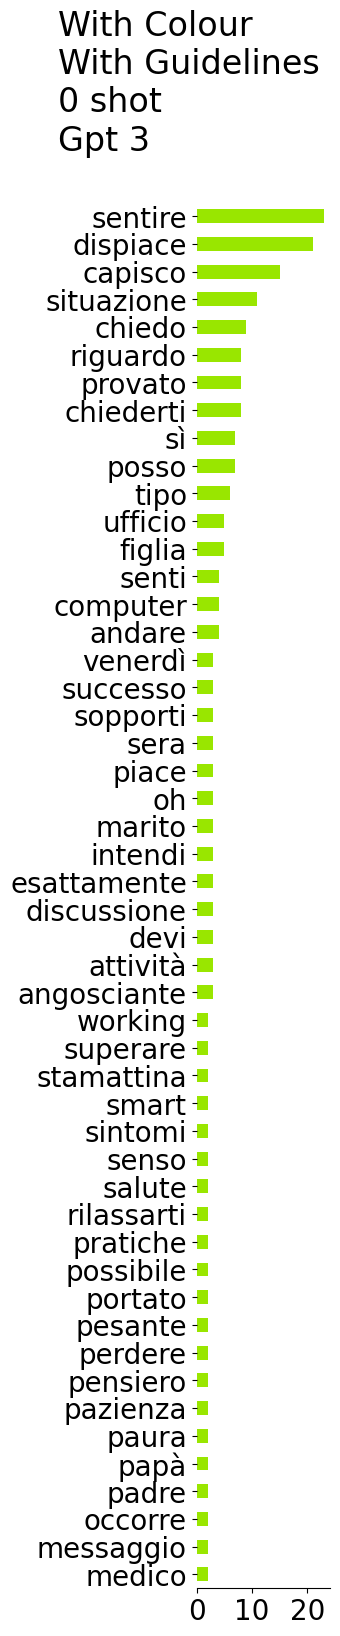 With Colour
With Guidelines
0 shot
Gpt 3
sentire
dispiace
capisco
situazione
chiedo
riguardo
provato
chiederti
sì
posso
tipo
ufficio
figlia
senti
computer
andare
venerdì
successo
sopporti
sera
piace
oh
marito
intendi
esattamente
discussione
devi
attività
angosciante
working
superare
stamattina
smart
sintomi
senso
salute
rilassarti
pratiche
possibile
portato
pesante
perdere
pensiero
pazienza
paura
papà
padre
occorre
messaggio
medico
0 10 20